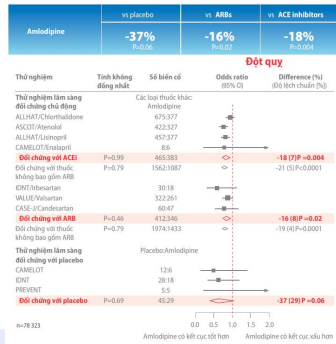 Amlodipine
vs placebo
-37%
P=0.06
vs ARBs
-16%
P=0.02
vs ACE inhibitors
-18%
P=0.004
Đột quỵ
Thử nghiệm Tính không đồng nhất Số biến cố Odds ratio (95% CI) Difference (%) (Độ lệch chuẩn [%])
Thử nghiệm lâm sàng đối chứng chủ động Các loại thuốc khác: Amlodipine
ALLHAT/Chlorthalidone 675:377
ASCOT/Atenolol 422:327
ALLHAT/Lisinopril 457:377
CAMELOT/Enalapril 8:6
Đối chứng với ACEi P=0.99 465:383 -18 (7)P =0.004
Đối chứng với thuốc không bao gồm ARB P=0.79 1562:1087 -21 (5)P<0.0001
IDNT/Irbesartan 30:18
VALUE/Valsartan 322:261
CASE-J/Candesartan 60:47
Đối chứng với ARB P=0.46 412:346 -16 (8)P =0.02
Đối chứng với thuốc không bao gồm ARB P=0.79 1974:1433 -19 (4)P=0.0001
Thử nghiệm lâm sàng đối chứng với placebo Placebo:Amlodipine
CAMELOT 12:6
IDNT 28:18
PREVENT 5:5
Đối chứng với placebo P=0.69 45:29 -37 (29)P =0.06
0.0 0.5 1.0 1.5 2.0
n=78 323
Amlodipine có kết cục tốt hơn Amlodipine có kết cục xấu hơn